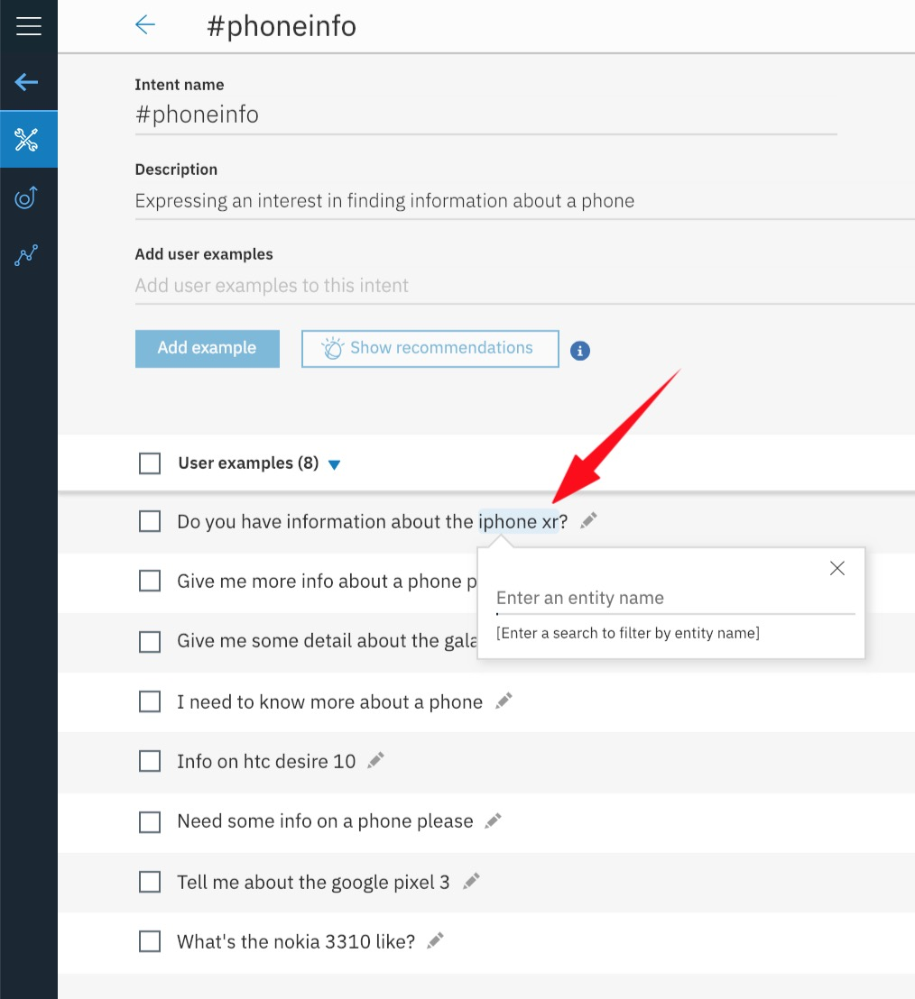 #phoneinfo
Intent name
#phoneinfo
Description
Expressing an interest in finding information about a phone
Add user examples
Add user examples to this intent
Add example
Show recommendations
i
User examples (8)
Do you have information about the iphone xr?
Give me more info about a phone p
Enter an entity name
[Enter a search to filter by entity name]
Give me some detail about the gala
I need to know more about a phone
Info on htc desire 10
Need some info on a phone please
Tell me about the google pixel 3
What's the nokia 3310 like?